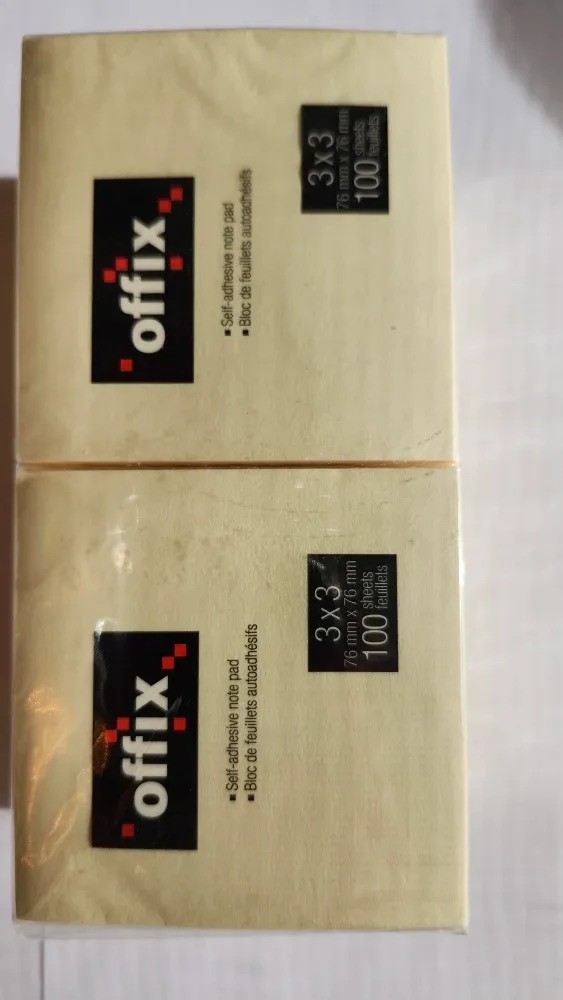 offix
▪ Self-adhesive note pad
▪ Bloc de feuillets autoadhésifs
3 x 3
76 mm x 76 mm
100 sheets
feuillets
offix
▪ Self-adhesive note pad
▪ Bloc de feuillets autoadhésifs
3 x 3
76 mm x 76 mm
100 sheets
feuillets